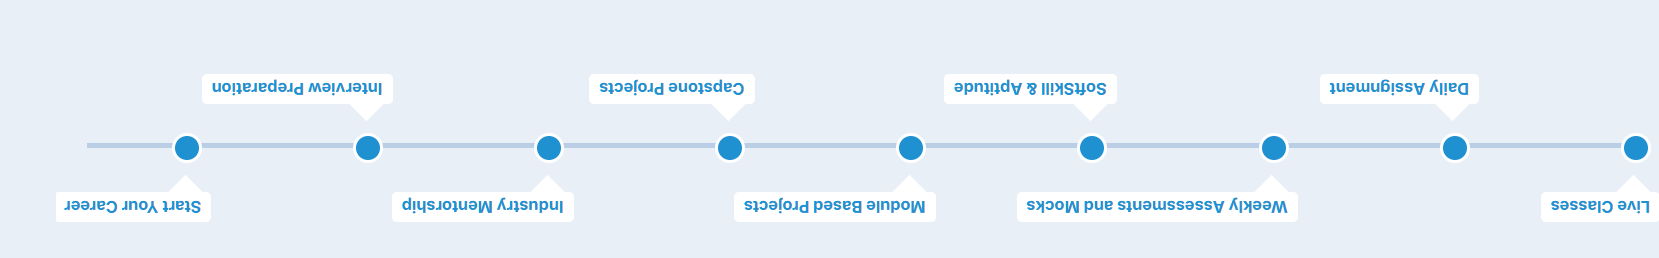 Live Classes
Daily Assignment
Weekly Assessments and Mocks
SoftSkill & Aptitude
Module Based Projects
Capstone Projects
Industry Mentorship
Interview Preparation
Start Your Career